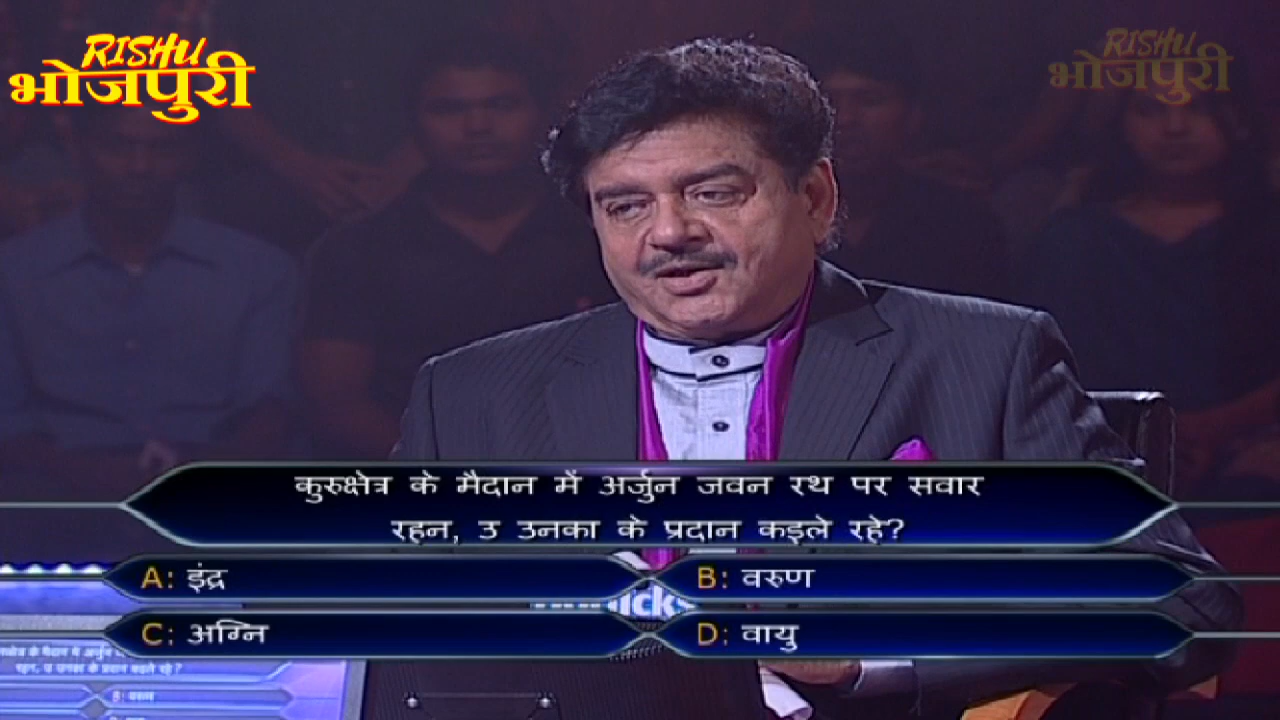 RISHU
भोजपुरी
RISHU
भोजपुरी
कुरुक्षेत्र के मैदान में अर्जुन जवन रथ पर सवार
रहन, उ उनका के प्रदान कइले रहे?
A: इंद्र
B: वरुण
C: अग्नि
D: वायु